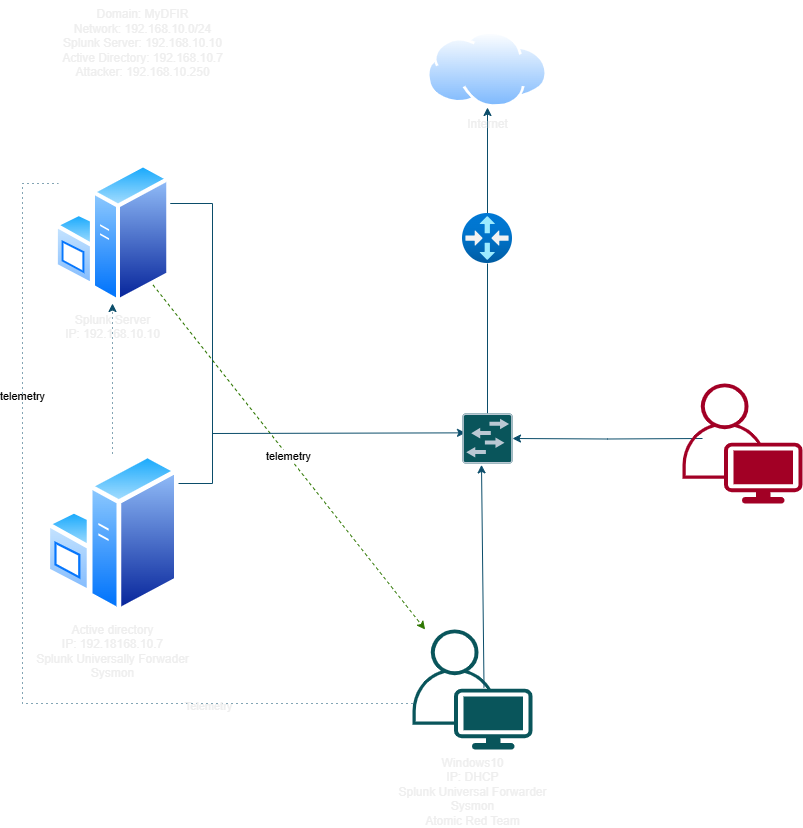 Domain: MyDFIR
Network: 192.168.10.0/24
Splunk Server: 192.168.10.10
Active Directory: 192.168.10.7
Attacker: 192.168.10.250
Internet
Splunk Server
IP: 192.168.10.10
telemetry
telemetry
Active directory
IP: 192.18168.10.7
Splunk Universally Forwader
Sysmon
Telemetry
Windows10
IP: DHCP
Splunk Universal Forwarder
Sysmon
Atomic Red Team